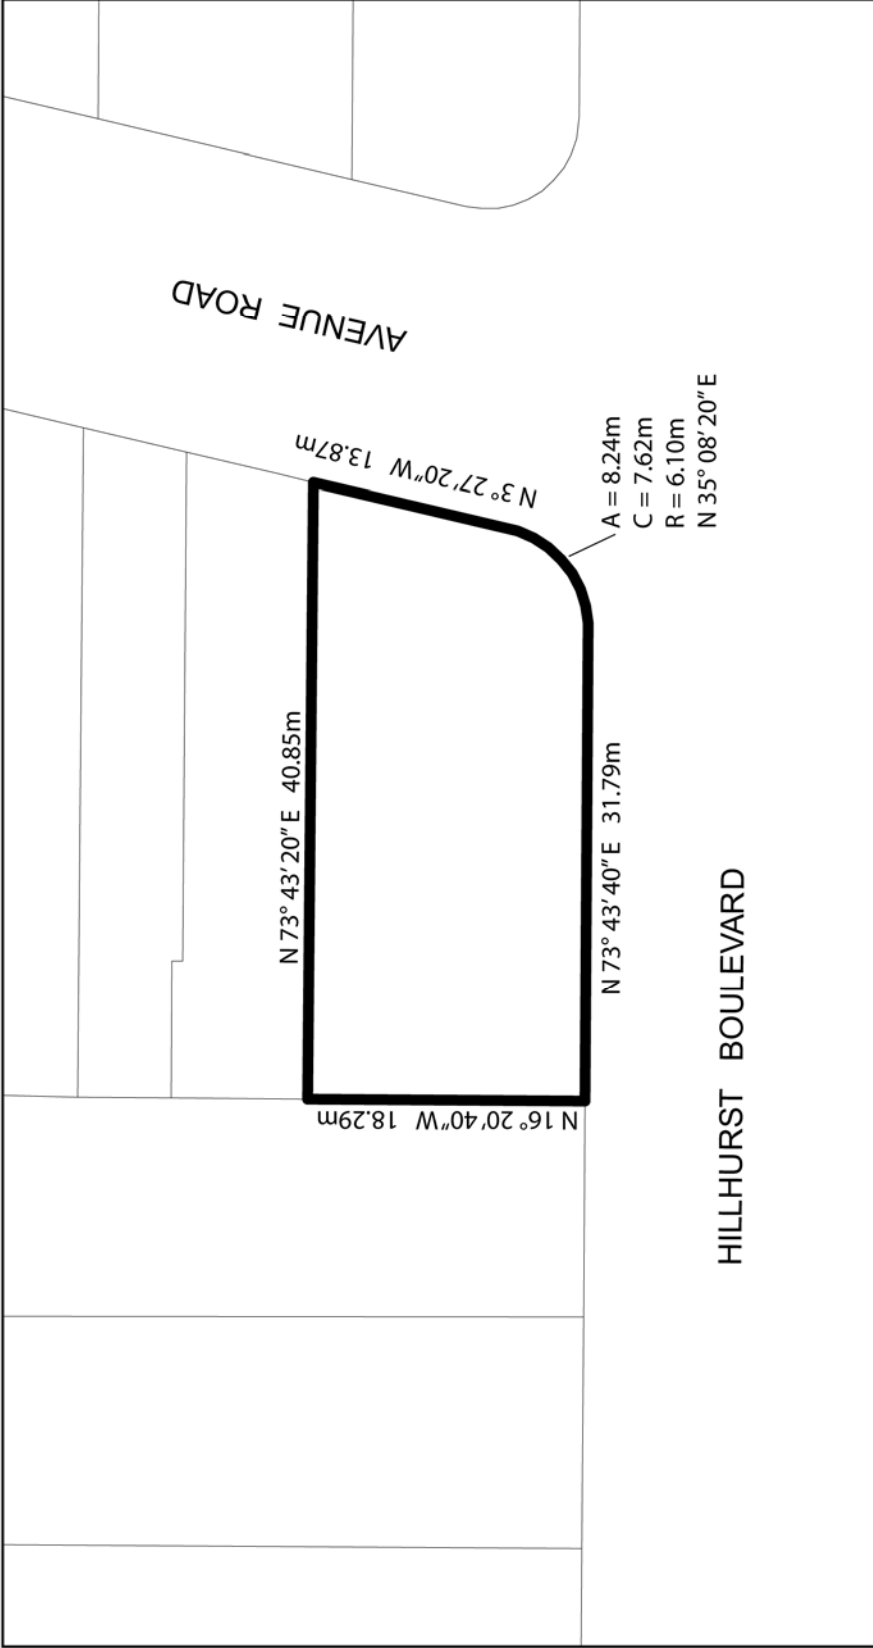 AVENUE ROAD
N 3° 27' 20" W 13.87m
A = 8.24m
C = 7.62m
R = 6.10m
N 35° 08' 20" E
N 73° 43' 20" E 40.85m
N 73° 43' 40" E 31.79m
N 16° 20' 40" W 18.29m
HILLHURST BOULEVARD